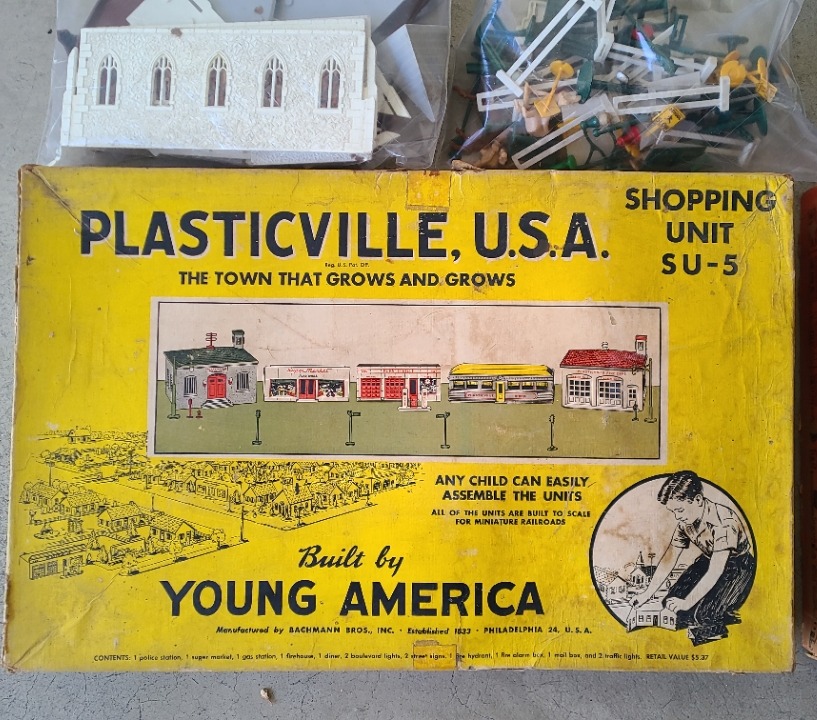 PLASTICVILLE, U.S.A.
Reg. U.S. Pat. Off.
THE TOWN THAT GROWS AND GROWS
SHOPPING
UNIT
SU-5
ANY CHILD CAN EASILY
ASSEMBLE THE UNITS
ALL OF THE UNITS ARE BUILT TO SCALE
FOR MINIATURE RAILROADS
Built by
YOUNG AMERICA
Manufactured by BACHMANN BROS., INC. · Established 1833 · PHILADELPHIA 24, U.S.A.
CONTENTS: 1 police station, 1 super market, 1 gas station, 1 firehouse, 1 diner, 2 boulevard lights, 2 street signs, 1 fire hydrant, 1 fire alarm box, 1 mail box, and 2 traffic lights. RETAIL VALUE $5.37